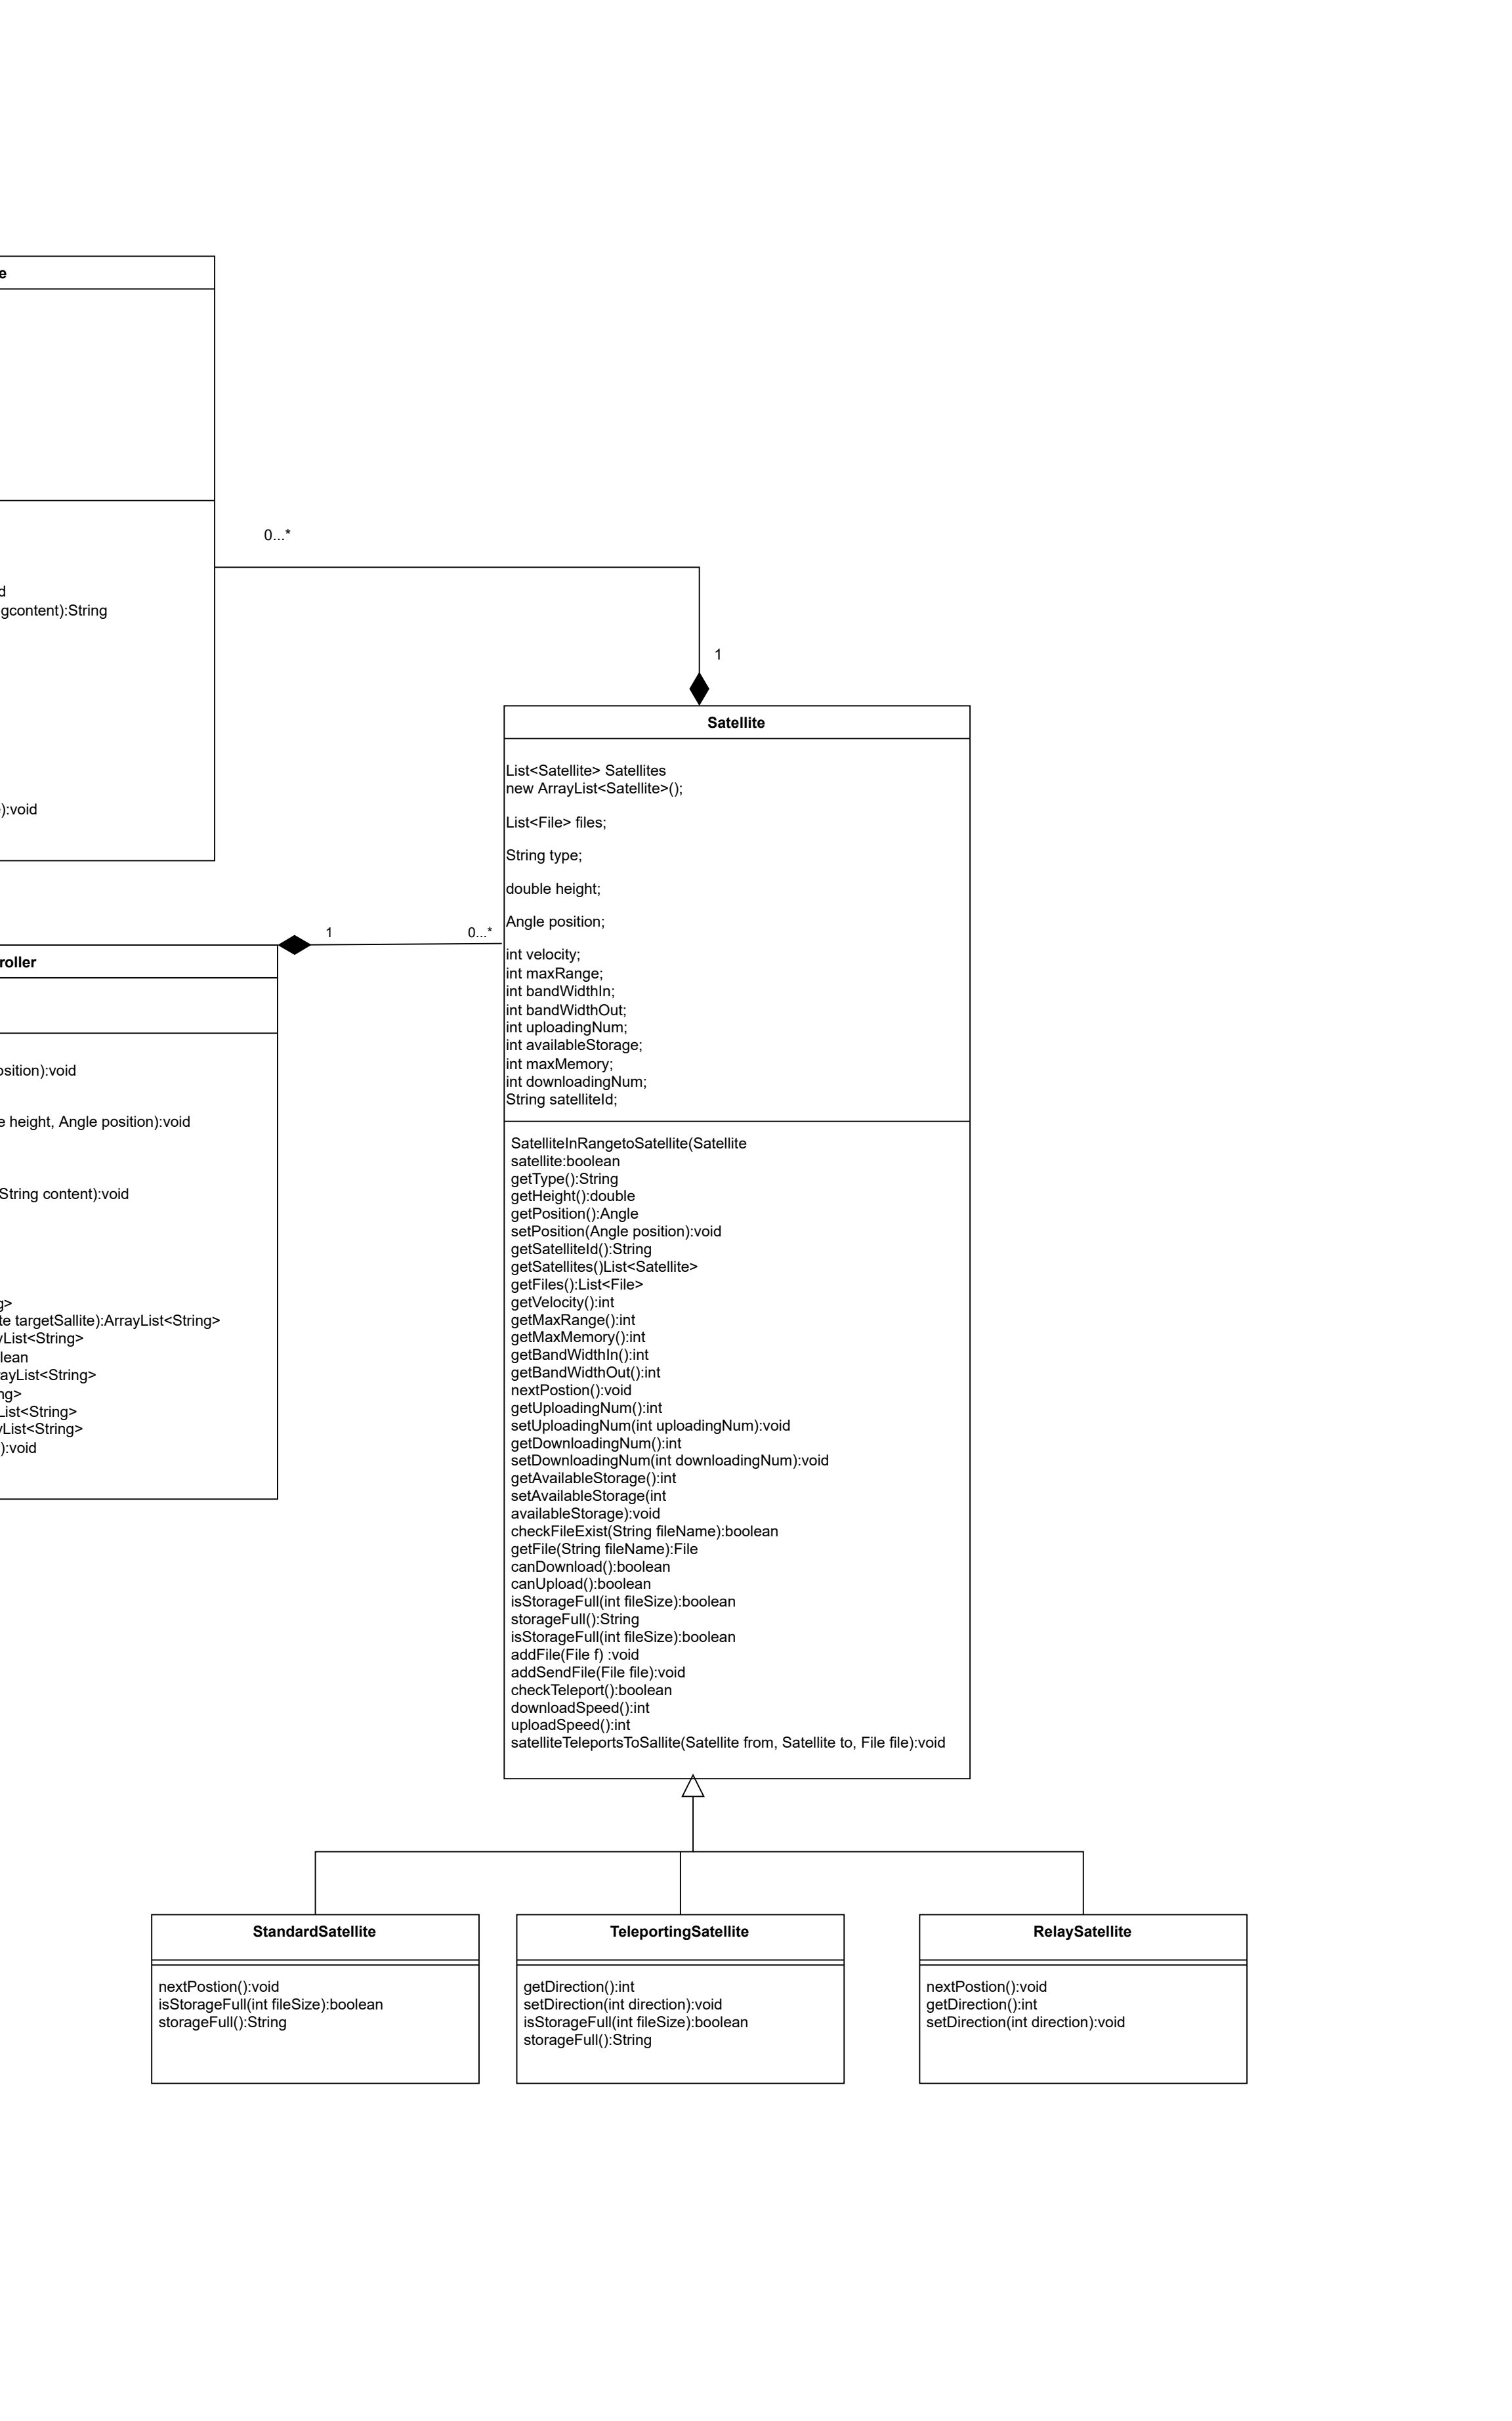 e
d
gcontent):String
):void
0...*
1
Satellite
List<Satellite> Satellites
new ArrayList<Satellite>();
List<File> files;
String type;
double height;
Angle position;
int velocity;
int maxRange;
int bandWidthIn;
int bandWidthOut;
int uploadingNum;
int availableStorage;
int maxMemory;
int downloadingNum;
String satelliteId;
SatelliteInRangetoSatellite(Satellite
satellite:boolean
getType():String
getHeight():double
getPosition():Angle
setPosition(Angle position):void
getSatelliteId():String
getSatellites()List<Satellite>
getFiles():List<File>
getVelocity():int
getMaxRange():int
getMaxMemory():int
getBandWidthIn():int
getBandWidthOut():int
nextPostion():void
getUploadingNum():int
setUploadingNum(int uploadingNum):void
getDownloadingNum():int
setDownloadingNum(int downloadingNum):void
getAvailableStorage():int
setAvailableStorage(int
availableStorage):void
checkFileExist(String fileName):boolean
getFile(String fileName):File
canDownload():boolean
canUpload():boolean
isStorageFull(int fileSize):boolean
storageFull():String
isStorageFull(int fileSize):boolean
addFile(File f) :void
addSendFile(File file):void
checkTeleport():boolean
downloadSpeed():int
uploadSpeed():int
satelliteTeleportsToSallite(Satellite from, Satellite to, File file):void
1
0...*
roller
osition):void
e height, Angle position):void
String content):void
g>
te targetSallite):ArrayList<String>
yList<String>
lean
ayList<String>
ng>
List<String>
yList<String>
):void
StandardSatellite
nextPostion():void
isStorageFull(int fileSize):boolean
storageFull():String
TeleportingSatellite
getDirection():int
setDirection(int direction):void
isStorageFull(int fileSize):boolean
storageFull():String
RelaySatellite
nextPostion():void
getDirection():int
setDirection(int direction):void